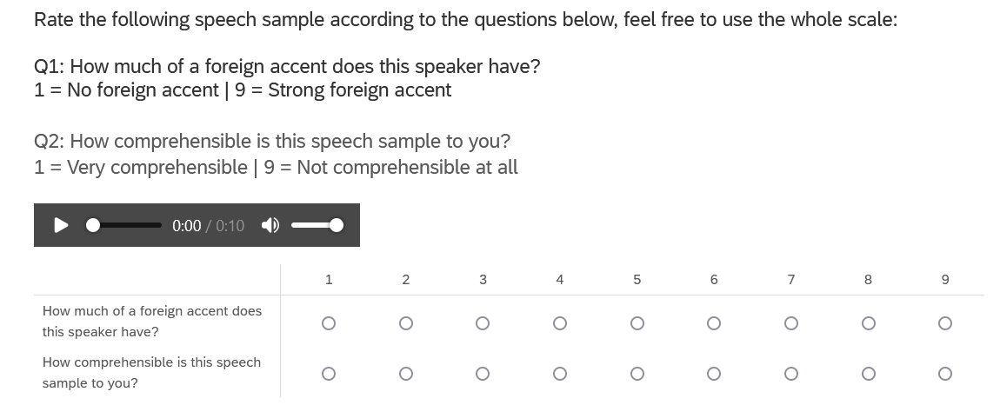 Rate the following speech sample according to the questions below, feel free to use the whole scale:
Q1: How much of a foreign accent does this speaker have?
1 = No foreign accent | 9 = Strong foreign accent
Q2: How comprehensible is this speech sample to you?
1 = Very comprehensible | 9 = Not comprehensible at all
0:00 / 0:10
1 2 3 4 5 6 7 8 9
How much of a foreign accent does
this speaker have?
How comprehensible is this speech
sample to you?